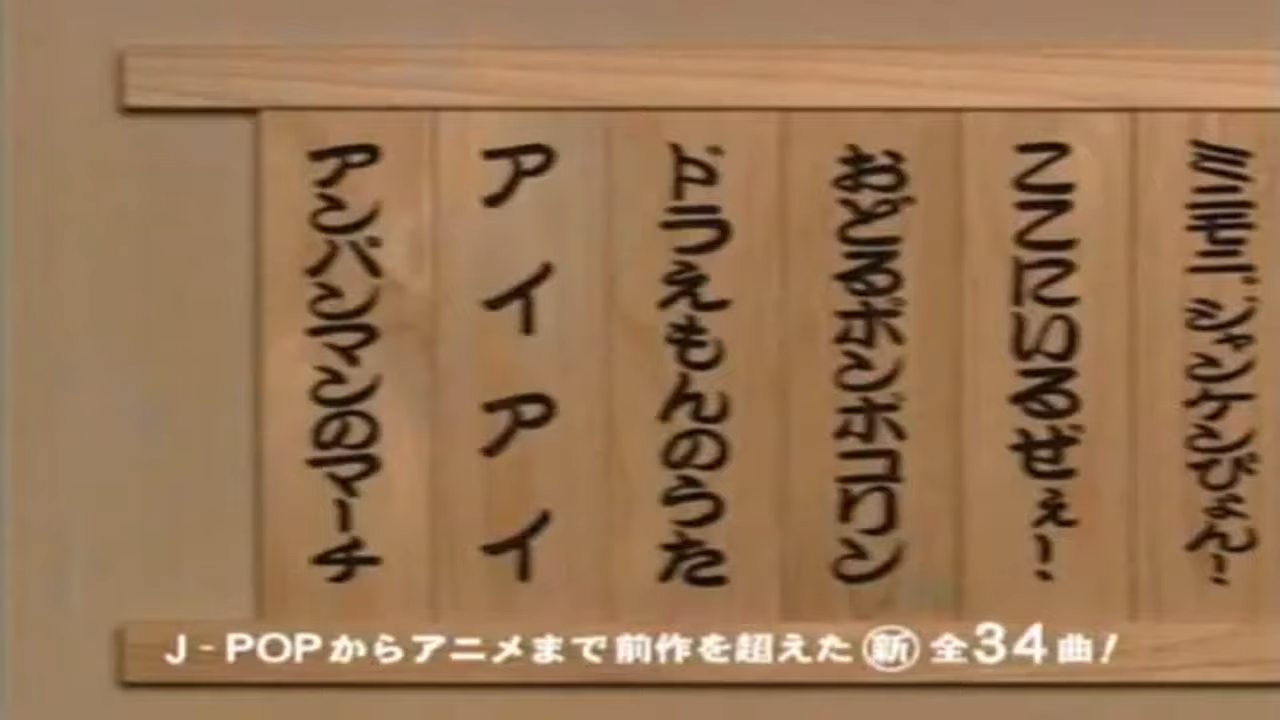 ミニモニ。ジャンケンぴょん!
ここにいるぜぇ!
おどるポンポコリン
ドラえもんのうた
アイアイ
アンパンマンのマーチ
J-POPからアニメまで前作を超えた㊟新 全34曲!